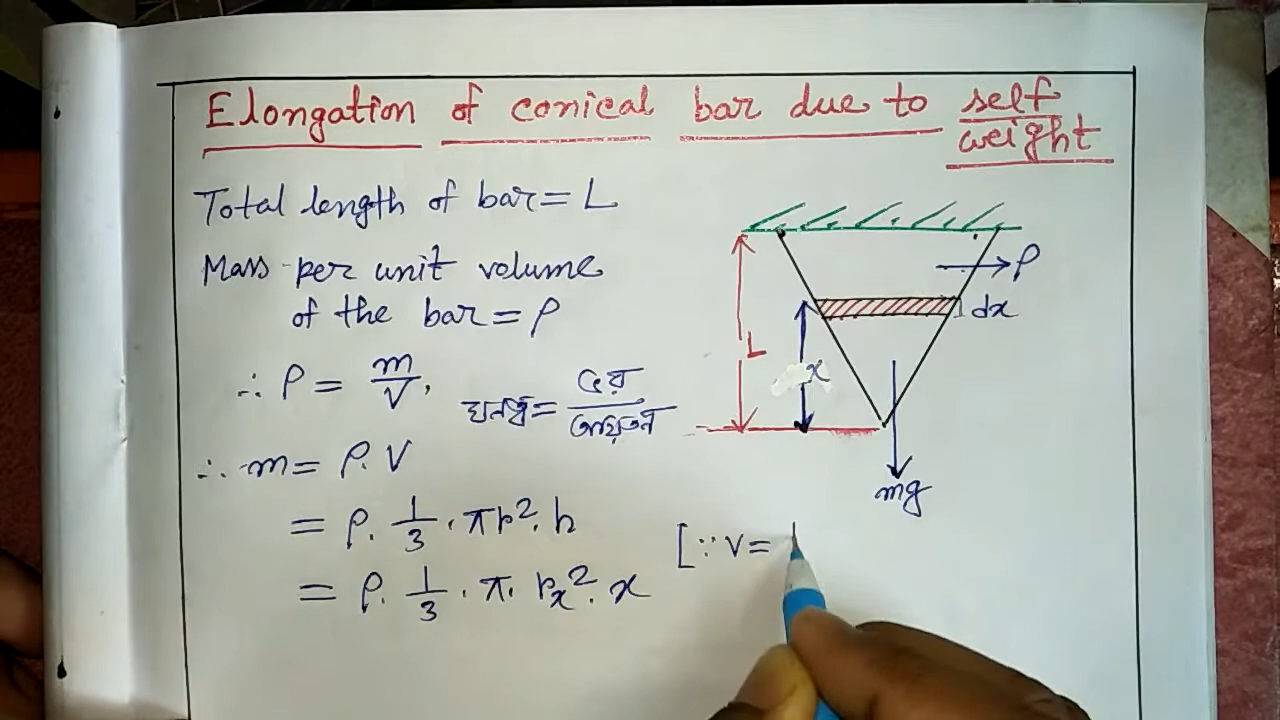 Elongation of conical bar due to self
weight
Total length of bar = L
Mass per unit volume
of the bar = ρ
∴ ρ = m/V,
ঘনত্ব = ভর/আয়তন
∴ m = ρ. V
= ρ. 1/3 . πr². h
= ρ. 1/3 . π. rₓ². x
[∵ V =
ρ
dx
L
x
mg